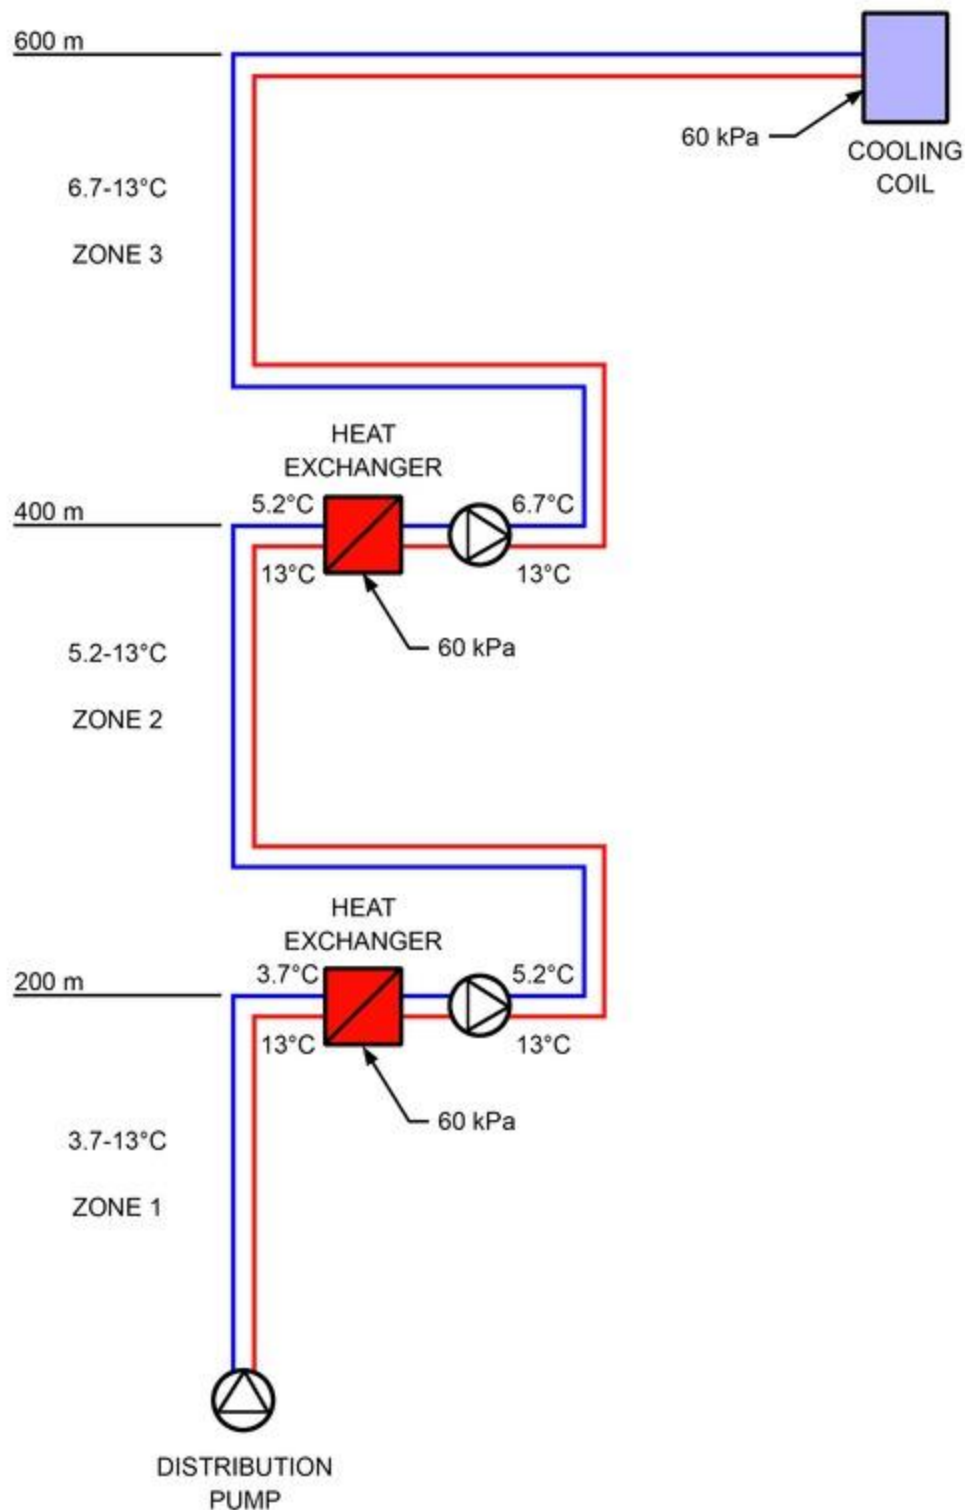 600 m
60 kPa
COOLING
COIL
6.7-13°C
ZONE 3
HEAT
EXCHANGER
5.2°C
6.7°C
400 m
13°C
13°C
60 kPa
5.2-13°C
ZONE 2
HEAT
EXCHANGER
3.7°C
5.2°C
200 m
13°C
13°C
60 kPa
3.7-13°C
ZONE 1
DISTRIBUTION
PUMP